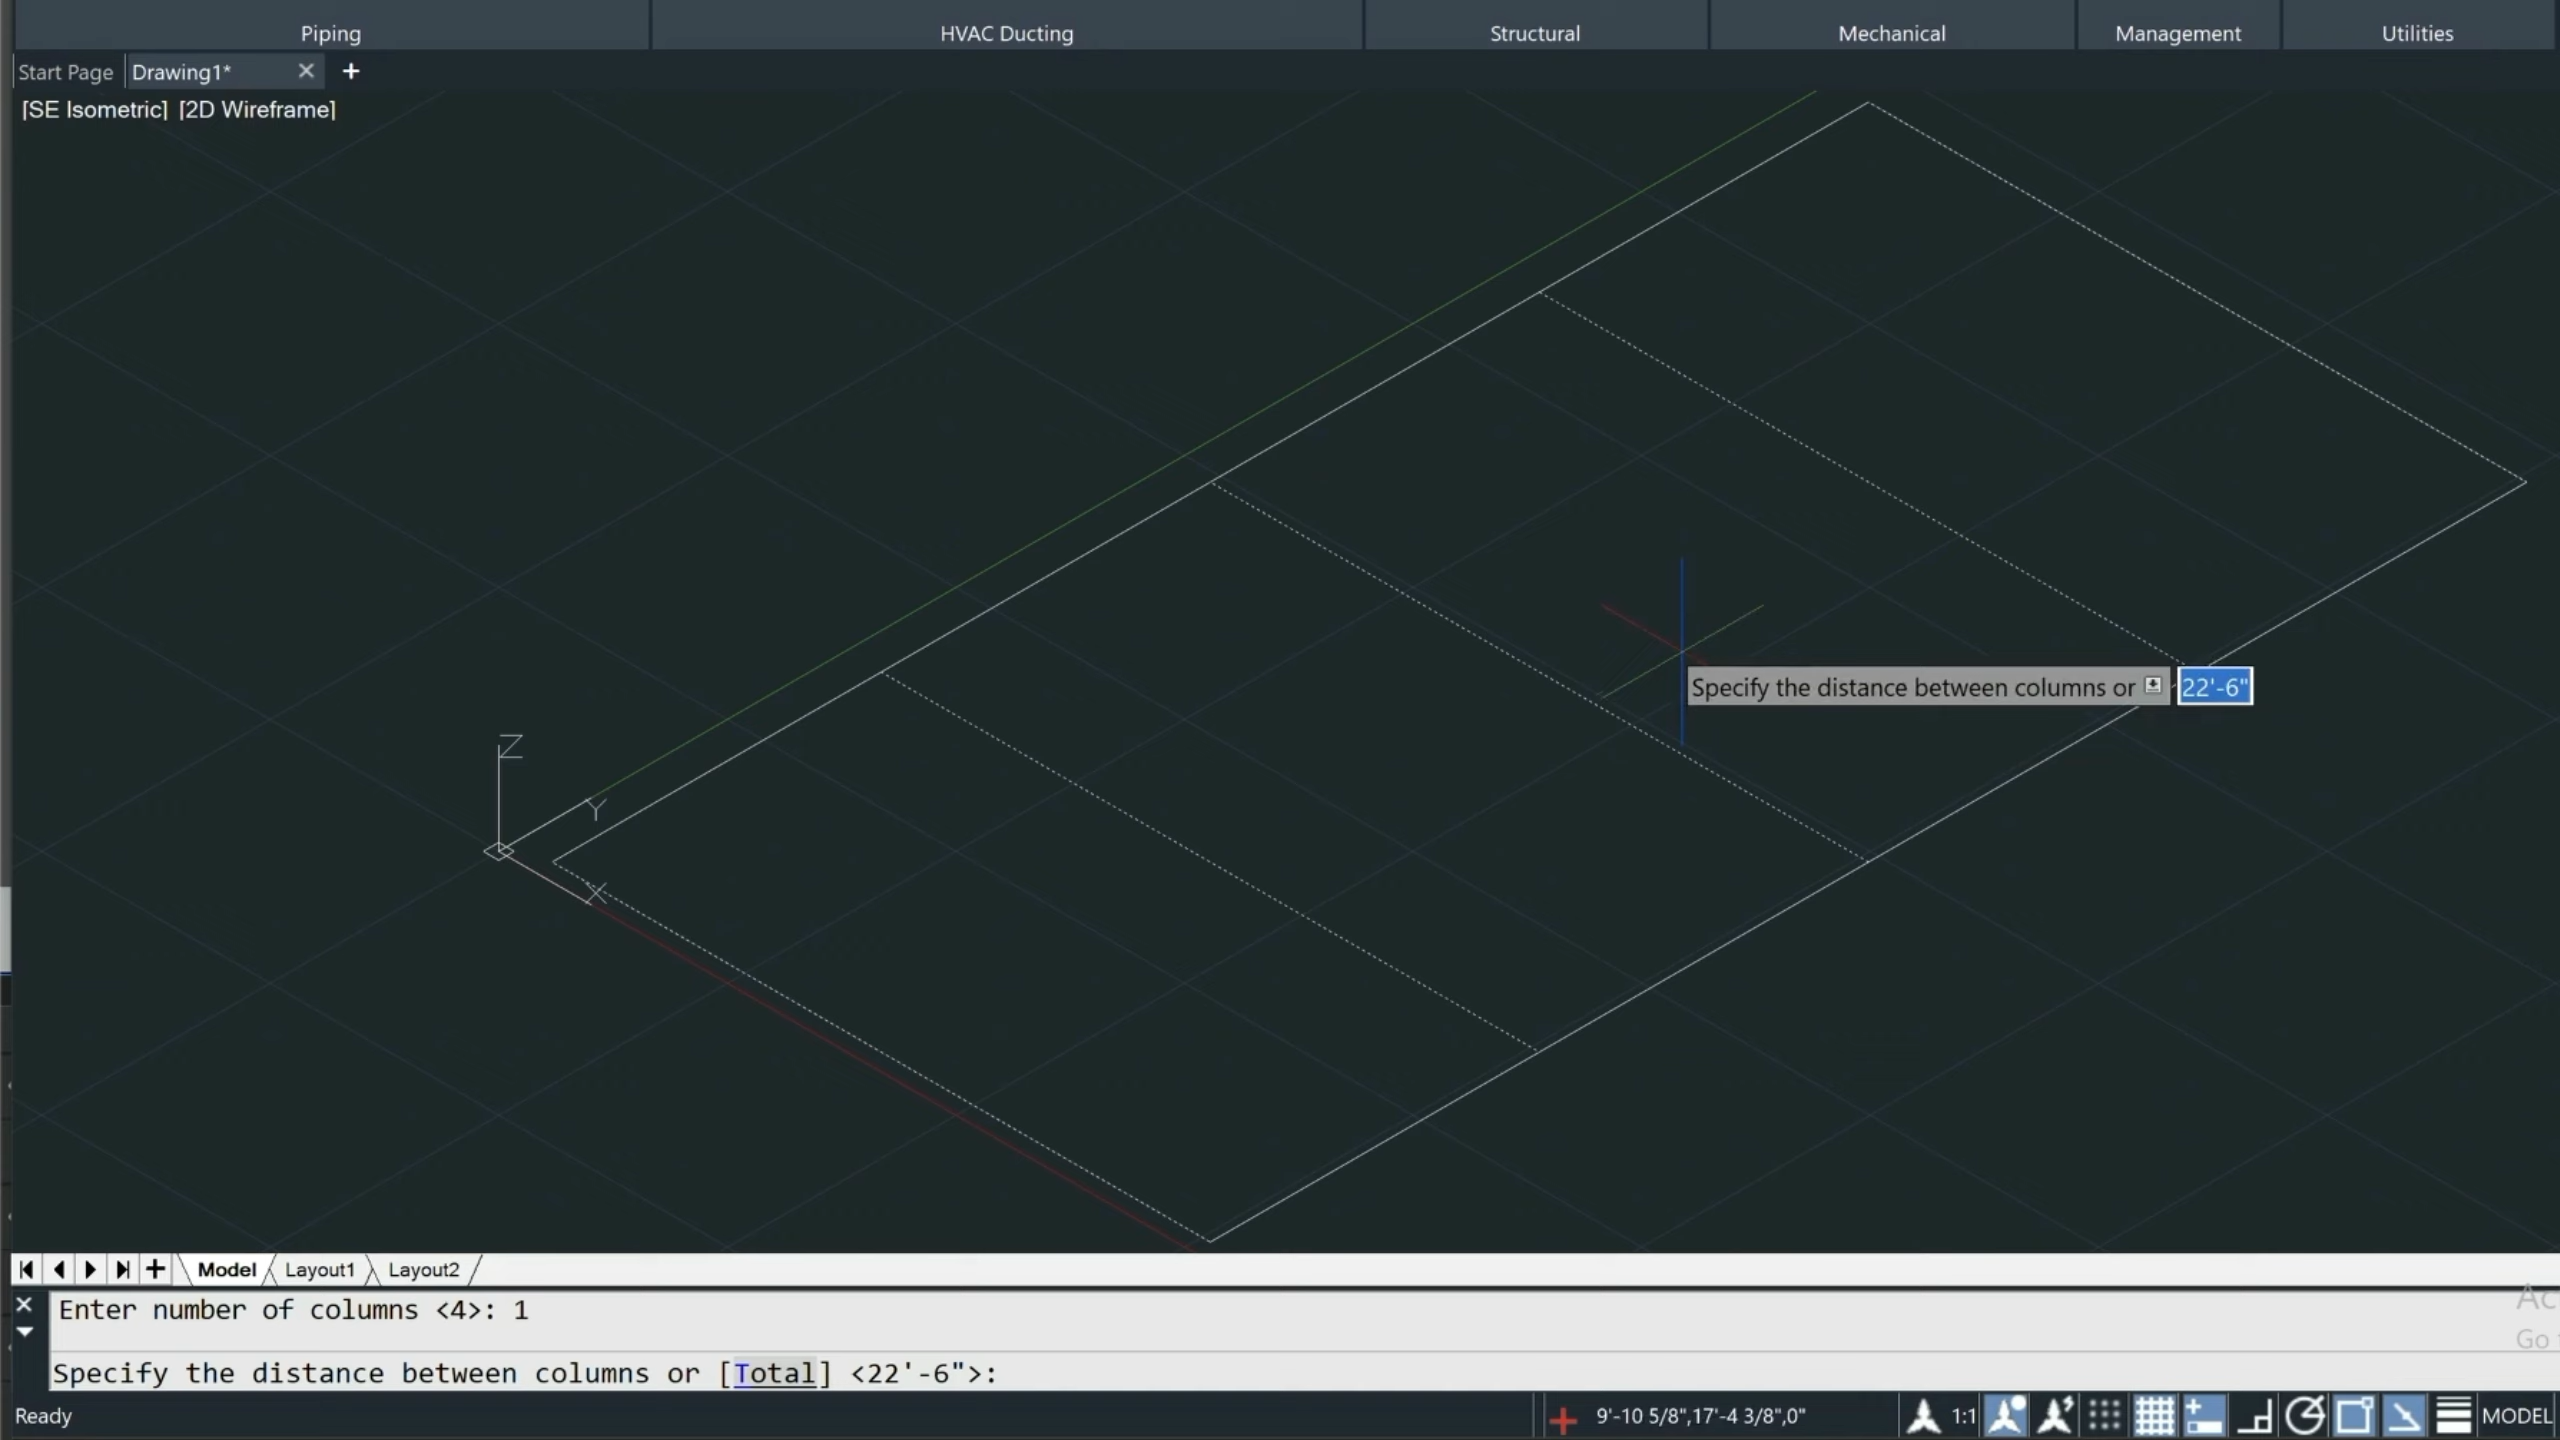 Piping HVAC Ducting Structural Mechanical Management Utilities
Start Page Drawing1*
[SE Isometric] [2D Wireframe]
Specify the distance between columns or 22'-6"
Z
Y
X
Model Layout1 Layout2
Enter number of columns <4>: 1
Ac
Go
Specify the distance between columns or [Total] <22'-6">:
Ready 9'-10 5/8",17'-4 3/8",0" 1:1 MODEL